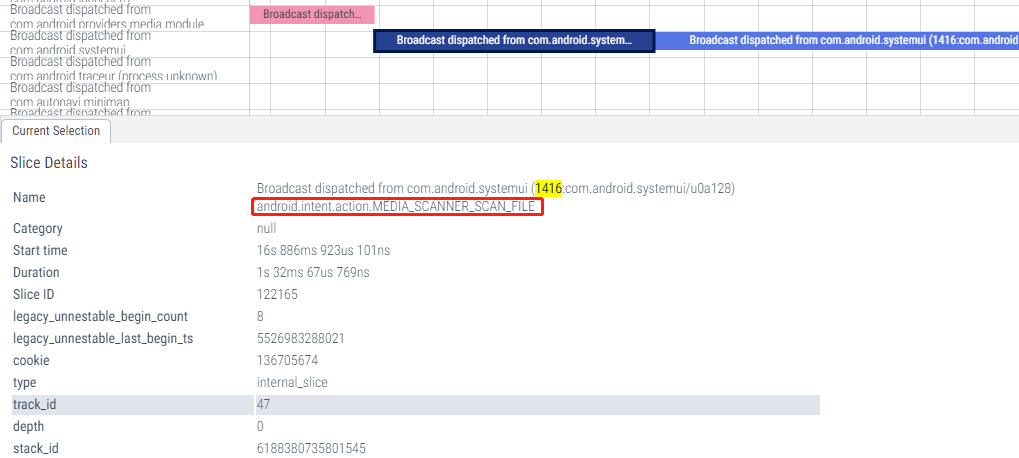 Broadcast dispatched from
com android providers media module
Broadcast dispatch...
Broadcast dispatched from
com android systemui
Broadcast dispatched from com.android.system...
Broadcast dispatched from com.android.systemui (1416:com.android
Broadcast dispatched from
com android traceur (process unknown)
Broadcast dispatched from
com autonavi minimap
Broadcast dispatched from
Current Selection
Slice Details
Name
Broadcast dispatched from com.android.systemui (1416:com.android.systemui/u0a128)
android.intent.action.MEDIA_SCANNER_SCAN_FILE
Category null
Start time 16s 886ms 923us 101ns
Duration 1s 32ms 67us 769ns
Slice ID 122165
legacy_unnestable_begin_count 8
legacy_unnestable_last_begin_ts 5526983288021
cookie 136705674
type internal_slice
track_id 47
depth 0
stack_id 6188380735801545